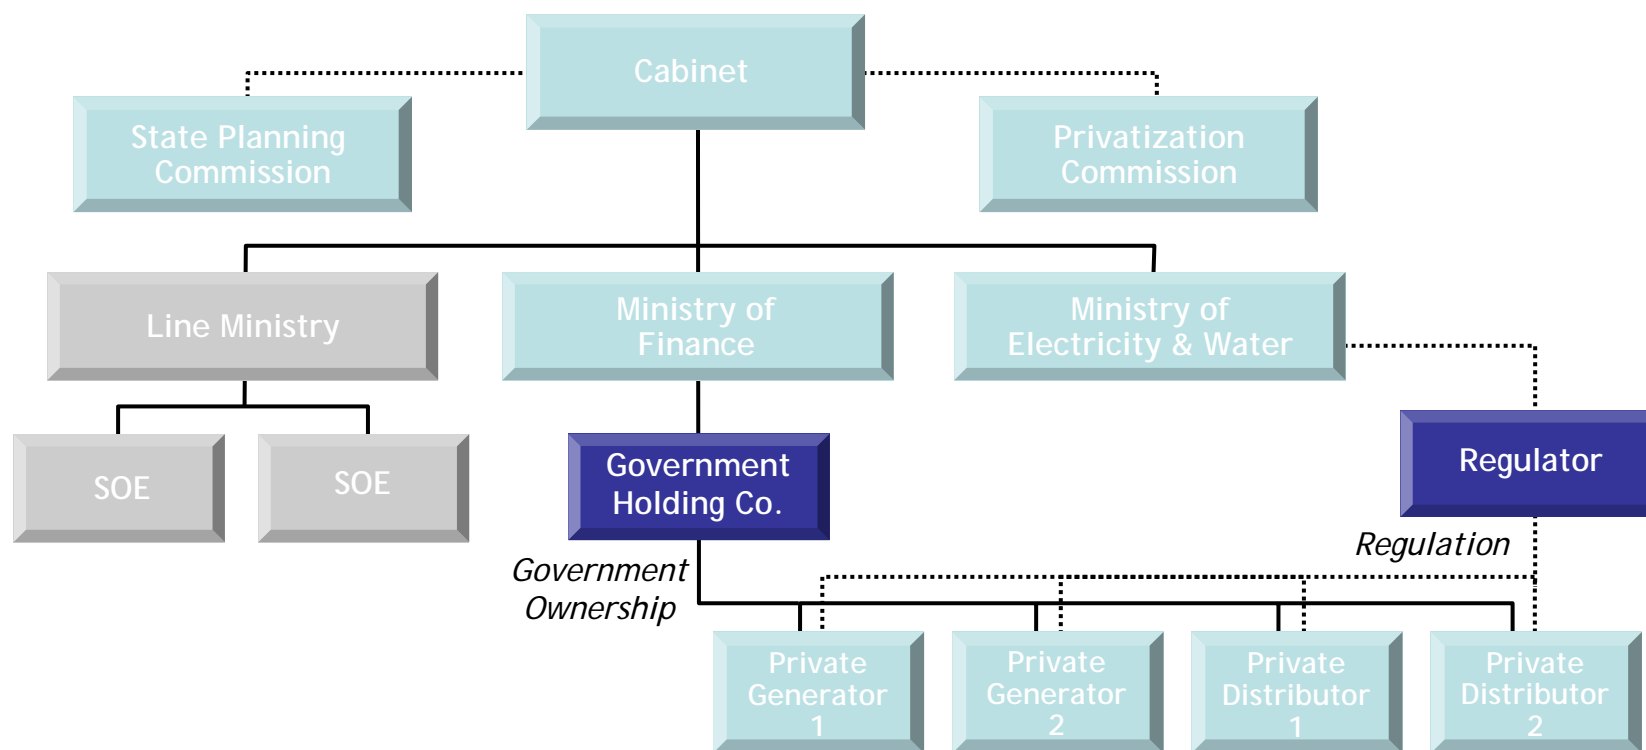 Cabinet
State Planning
Commission
Privatization
Commission
Line Ministry
Ministry of
Finance
Ministry of
Electricity & Water
SOE
SOE
Government
Holding Co.
Regulator
Government
Ownership
Regulation
Private
Generator
1
Private
Generator
2
Private
Distributor
1
Private
Distributor
2